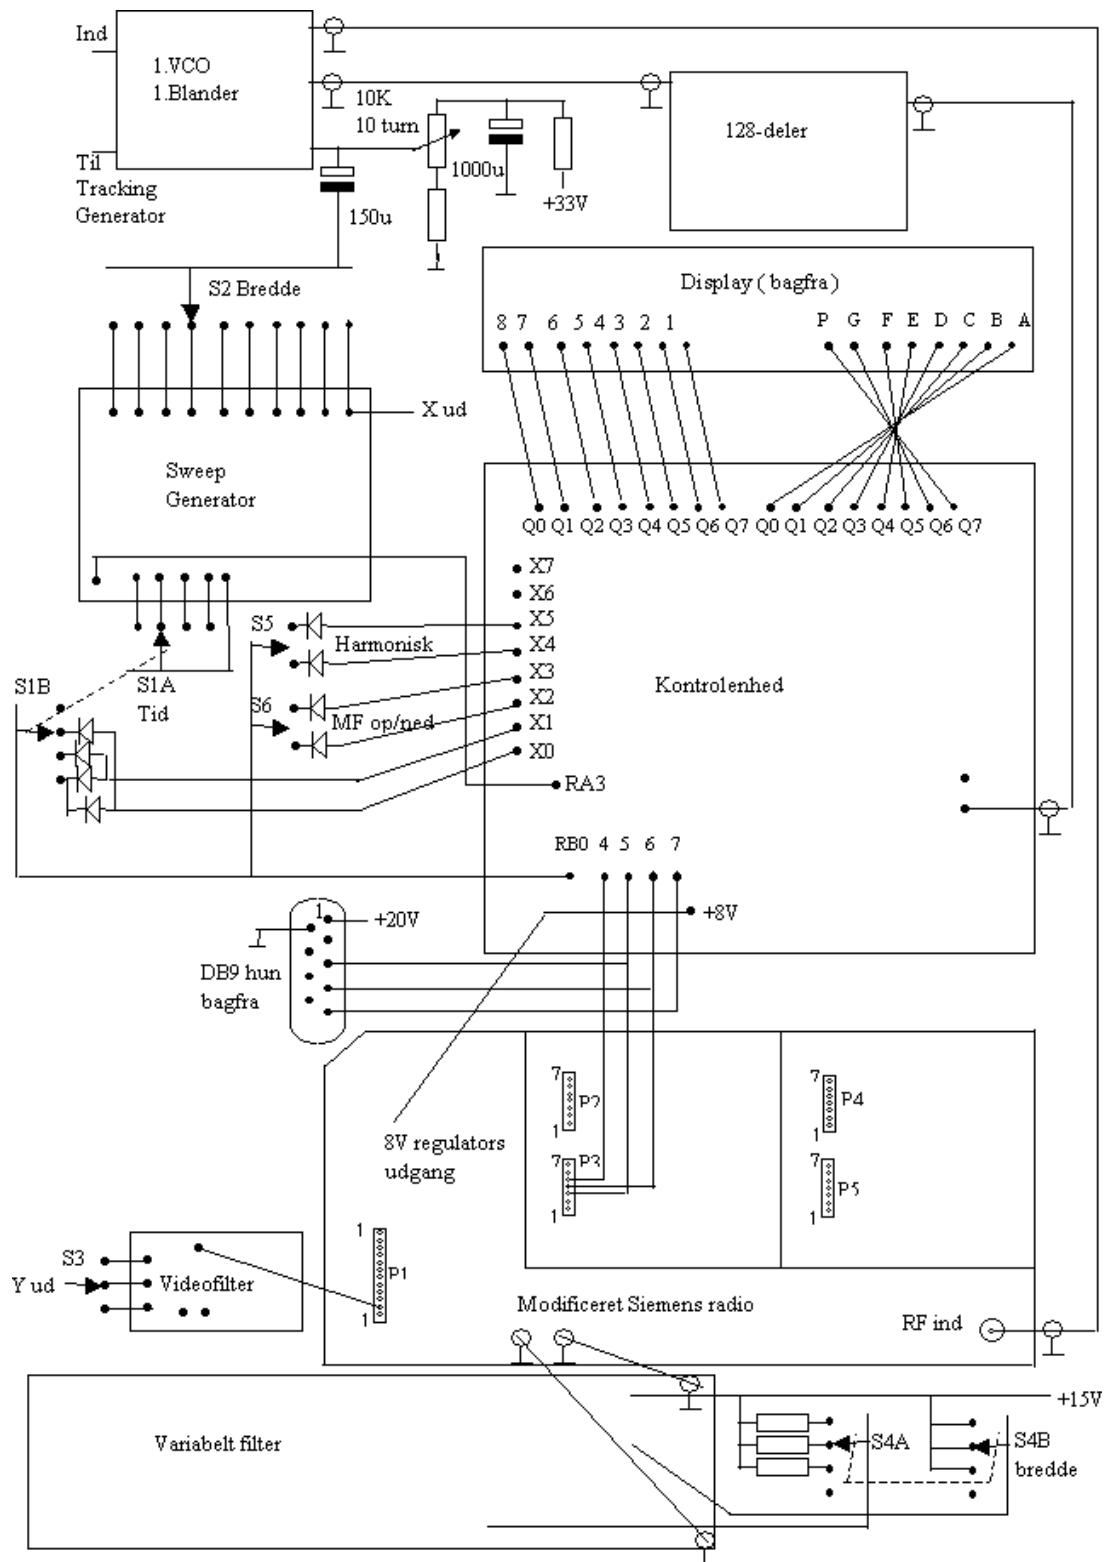 Ind
1.VCO
1.Blander
10K
10 turn
128-deler
Til
Tracking
Generator
1000u
+33V
150u
S2 Bredde
Display ( bagfra )
8 7 6 5 4 3 2 1 P G F E D C B A
X ud
Sweep
Generator
Q0 Q1 Q2 Q3 Q4 Q5 Q6 Q7 Q0 Q1 Q2 Q3 Q4 Q5 Q6 Q7
X7
X6
X5
X4
X3
X2
X1
X0
S5
Harmonisk
S6
MF op/ned
S1B
S1A
Tid
Kontrolenhed
RA3
RB0 4 5 6 7
+8V
1
+20V
DB9 hun
bagfra
7
P2
1
7
P4
1
8V regulators
udgang
7
P3
1
7
P5
1
1
P1
1
S3
Y ud
Videofilter
Modificeret Siemens radio
RF ind
+15V
Variabelt filter
S4A
S4B
bredde